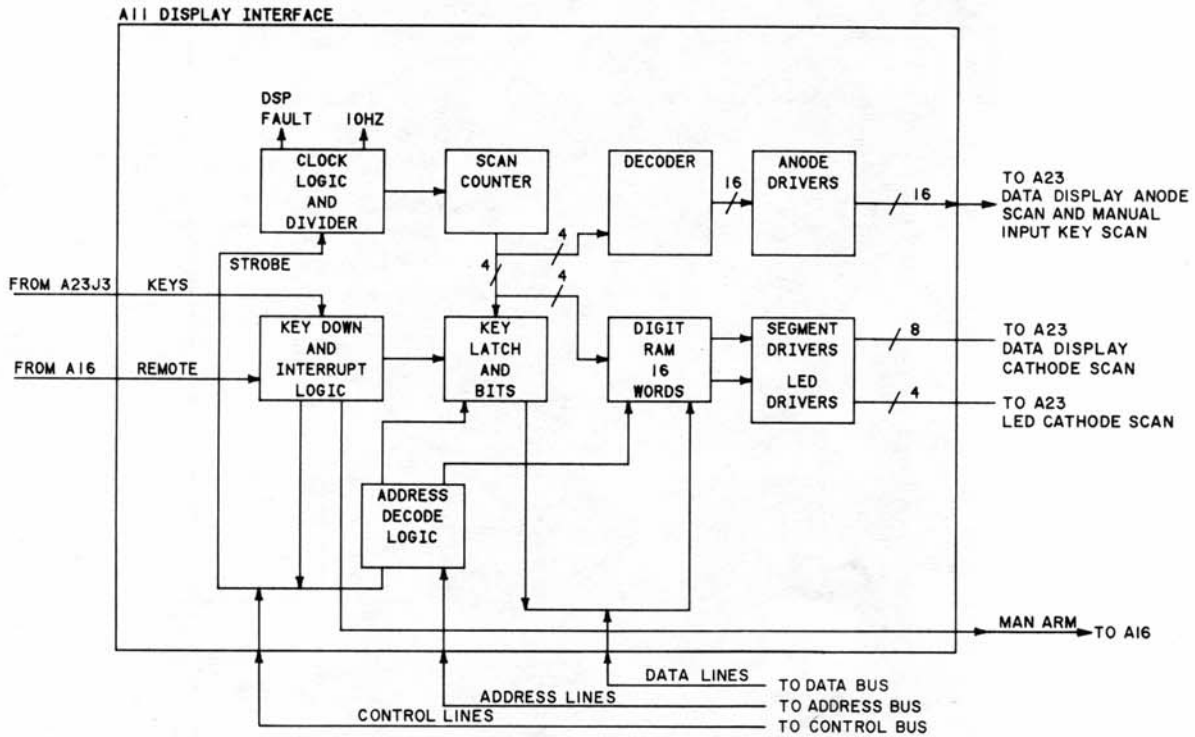 A11 DISPLAY INTERFACE
DSP
FAULT
10HZ
CLOCK
LOGIC
AND
DIVIDER
SCAN
COUNTER
DECODER
16
ANODE
DRIVERS
16
TO A23
DATA DISPLAY ANODE
SCAN AND MANUAL
INPUT KEY SCAN
STROBE
4
4
4
FROM A23J3
KEYS
KEY DOWN
AND
INTERRUPT
LOGIC
KEY
LATCH
AND
BITS
DIGIT
RAM
16
WORDS
SEGMENT
DRIVERS
LED
DRIVERS
8
TO A23
DATA DISPLAY
CATHODE SCAN
FROM A16
REMOTE
4
TO A23
LED CATHODE SCAN
ADDRESS
DECODE
LOGIC
MAN ARM
TO A16
DATA LINES
TO DATA BUS
ADDRESS LINES
TO ADDRESS BUS
CONTROL LINES
TO CONTROL BUS